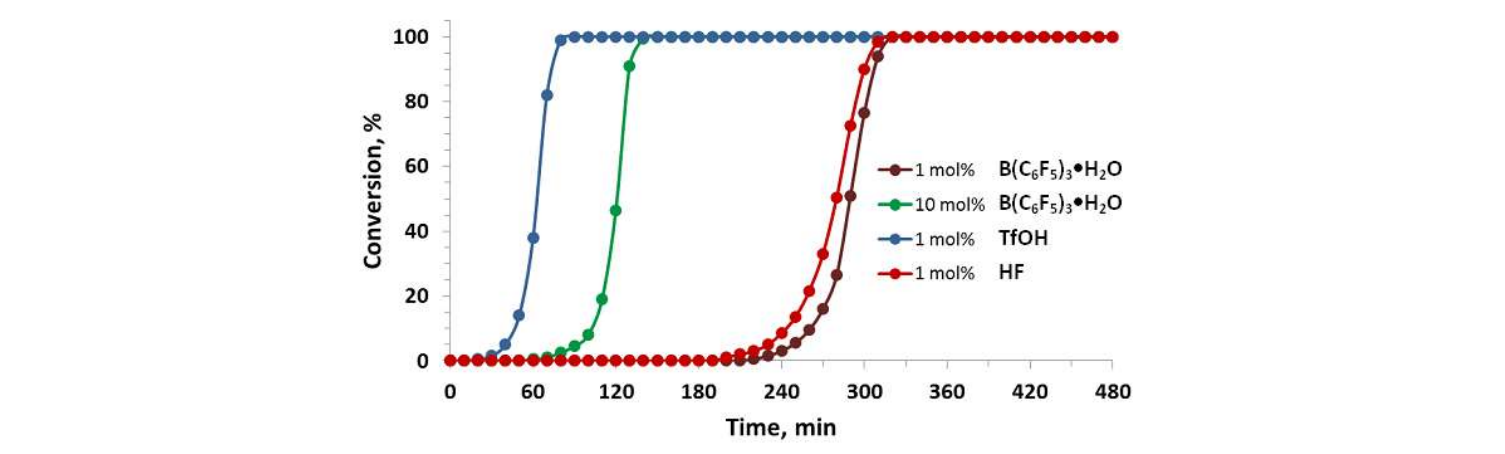 100
80
60
40
20
0
Conversion, %
1 mol% B(C₆F₅)₃•H₂O
10 mol% B(C₆F₅)₃•H₂O
1 mol% TfOH
1 mol% HF
0 60 120 180 240 300 360 420 480
Time, min